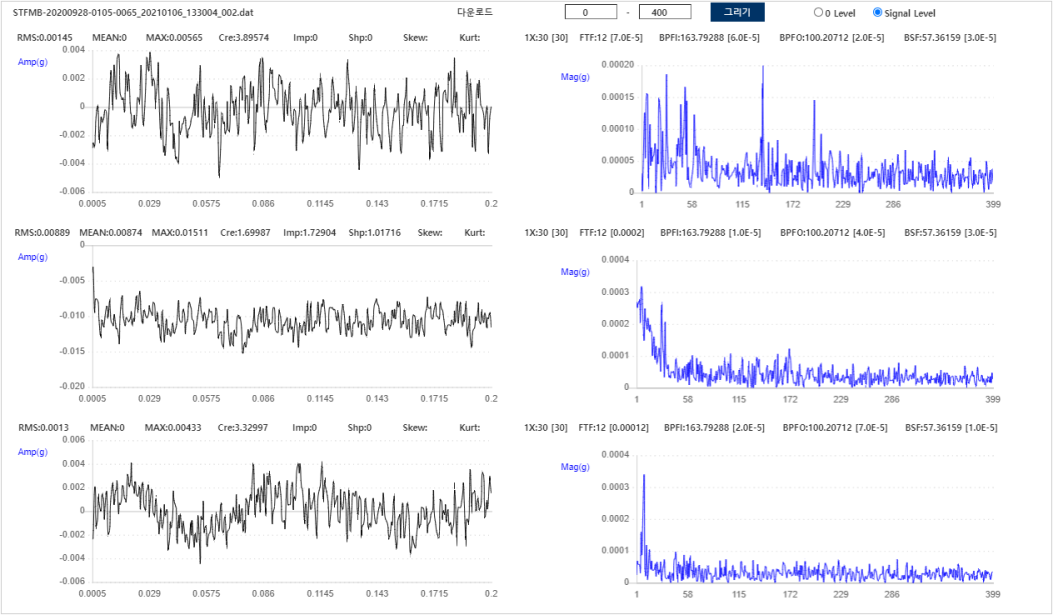 STFMB-20200928-0105-0065_20210106_133004_002.dat 다운로드 0 - 400 그리기 0 Level Signal Level
RMS:0.00145 MEAN:0 MAX:0.00565 Cre:3.89574 Imp:0 Shp:0 Skew: Kurt: 1X:30 [30] FTF:12 [7.0E-5] BPFI:163.79288 [6.0E-5] BPFO:100.20712 [2.0E-5] BSF:57.36159 [3.0E-5]
Amp(g)
0.004
0.002
0
-0.002
-0.004
-0.006
0.0005 0.029 0.0575 0.086 0.1145 0.143 0.1715 0.2
Mag(g)
0.00020
0.00015
0.00010
0.00005
0
1 58 115 172 229 286 399
RMS:0.00889 MEAN:0.00874 MAX:0.01511 Cre:1.69987 Imp:1.72904 Shp:1.01716 Skew: Kurt: 1X:30 [30] FTF:12 [0.0002] BPFI:163.79288 [1.0E-5] BPFO:100.20712 [4.0E-5] BSF:57.36159 [3.0E-5]
Amp(g)
0
-0.005
-0.010
-0.015
-0.020
0.0005 0.029 0.0575 0.086 0.1145 0.143 0.1715 0.2
Mag(g)
0.0004
0.0003
0.0002
0.0001
0
1 58 115 172 229 286 399
RMS:0.0013 MEAN:0 MAX:0.00433 Cre:3.32997 Imp:0 Shp:0 Skew: Kurt: 1X:30 [30] FTF:12 [0.00012] BPFI:163.79288 [2.0E-5] BPFO:100.20712 [7.0E-5] BSF:57.36159 [1.0E-5]
Amp(g)
0.006
0.004
0.002
0
-0.002
-0.004
-0.006
0.0005 0.029 0.0575 0.086 0.1145 0.143 0.1715 0.2
Mag(g)
0.0004
0.0003
0.0002
0.0001
0
1 58 115 172 229 286 399